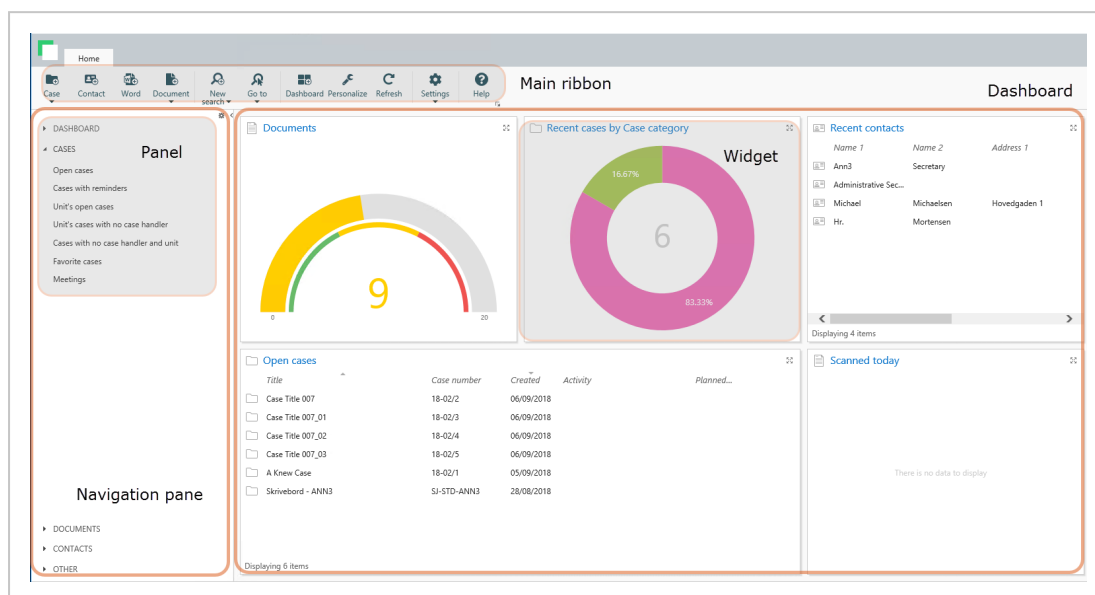 Home
Case Contact Word Document New search Go to Dashboard Personalize Refresh Settings Help
Main ribbon
Dashboard
DASHBOARD
CASES
Panel
Open cases
Cases with reminders
Unit's open cases
Unit's cases with no case handler
Cases with no case handler and unit
Favorite cases
Meetings
Navigation pane
DOCUMENTS
CONTACTS
OTHER
Documents
9
0 20
Recent cases by Case category
Widget
16.67%
6
83.33%
Recent contacts
Name 1 Name 2 Address 1
Ann3 Secretary
Administrative Sec...
Michael Michaelsen Hovedgaden 1
Hr. Mortensen
Displaying 4 items
Open cases
Title Case number Created Activity Planned...
Case Title 007 18-02/2 06/09/2018
Case Title 007_01 18-02/3 06/09/2018
Case Title 007_02 18-02/4 06/09/2018
Case Title 007_03 18-02/5 06/09/2018
A Knew Case 18-02/1 05/09/2018
Skrivebord - ANN3 SJ-STD-ANN3 28/08/2018
Displaying 6 items
Scanned today
There is no data to display